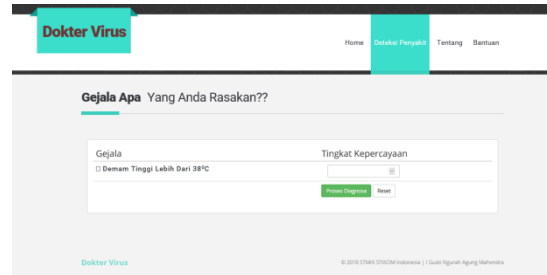 Dokter Virus
Home Deteksi Penyakit Tentang Bantuan
Gejala Apa Yang Anda Rasakan??
Gejala Tingkat Kepercayaan
Demam Tinggi Lebih Dari 38°C
Proses Diagnosa Reset
Dokter Virus
© 2016 STMIK STIKOM Indonesia | I Gusti Ngurah Agung Mahendra